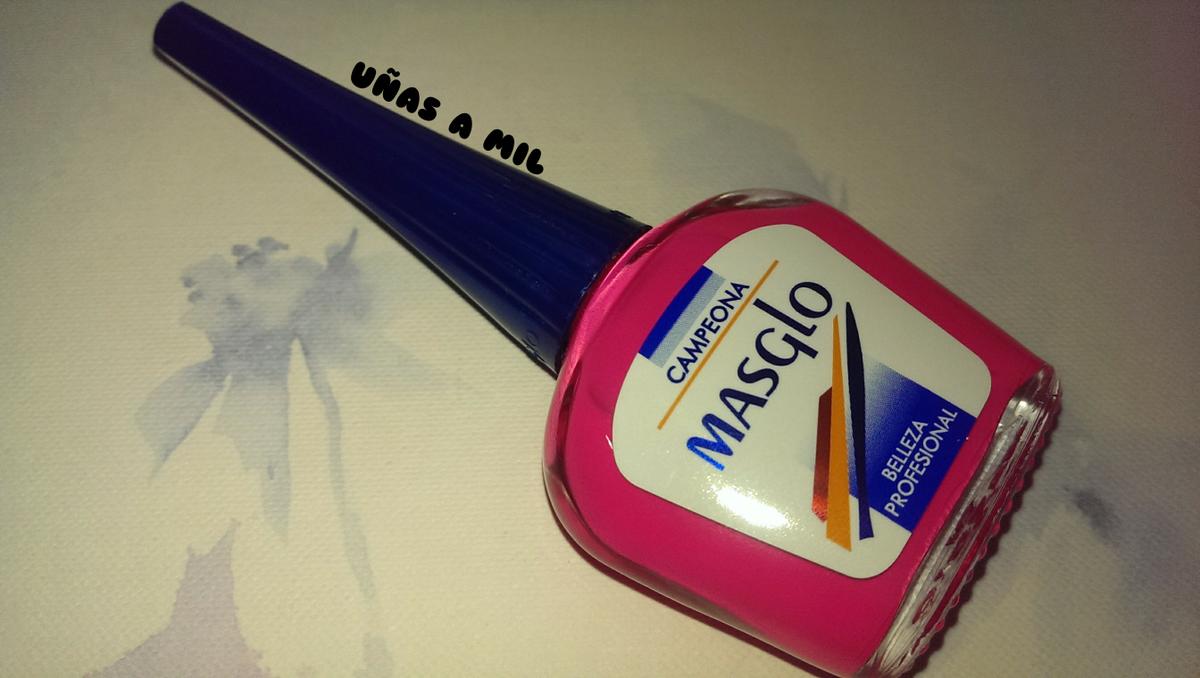 UÑAS A MIL
CAMPEONA
MASglo
BELLEZA
PROFESIONAL